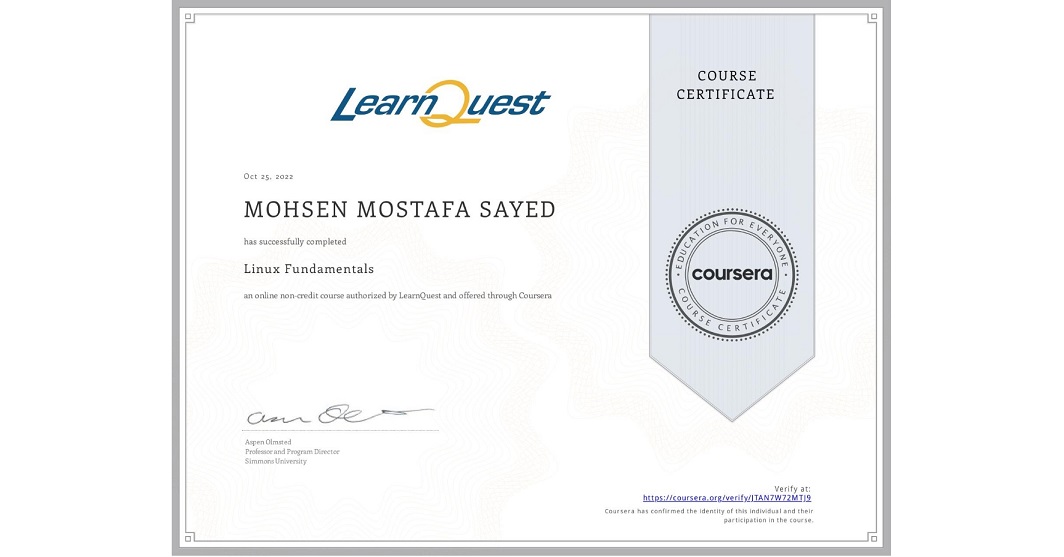 COURSE
CERTIFICATE
LearnQuest
Oct 25, 2022
MOHSEN MOSTAFA SAYED
has successfully completed
Linux Fundamentals
an online non-credit course authorized by LearnQuest and offered through Coursera
EDUCATION FOR EVERYONE
coursera
COURSE CERTIFICATE
Aspen Olmsted
Professor and Program Director
Simmons University
Verify at:
https://coursera.org/verify/JTAN7W72MTJ9
Coursera has confirmed the identity of this individual and their
participation in the course.